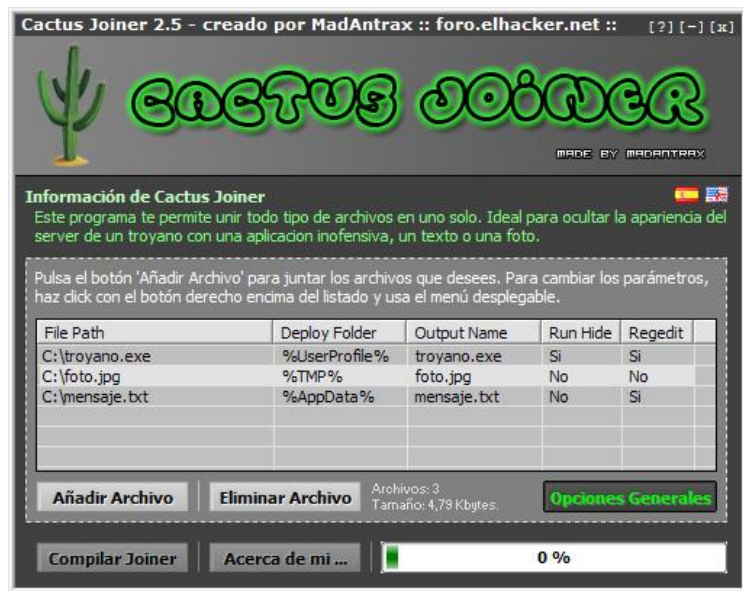 Cactus Joiner 2.5 - creado por MadAntrax :: foro.elhacker.net :: [?] [-] [x]
CACTUS JOINER
MADE BY MADANTRAX
Información de Cactus Joiner
Este programa te permite unir todo tipo de archivos en uno solo. Ideal para ocultar la apariencia del
server de un troyano con una aplicacion inofensiva, un texto o una foto.
Pulsa el botón 'Añadir Archivo' para juntar los archivos que desees. Para cambiar los parámetros,
haz click con el botón derecho encima del listado y usa el menú desplegable.
File Path Deploy Folder Output Name Run Hide Regedit
C:\troyano.exe %UserProfile% troyano.exe Si Si
C:\foto.jpg %TMP% foto.jpg No No
C:\mensaje.txt %AppData% mensaje.txt No Si
Añadir Archivo Eliminar Archivo Archivos: 3 Opciones Generales
Tamaño: 4,79 Kbytes.
Compilar Joiner Acerca de mi ... 0 %